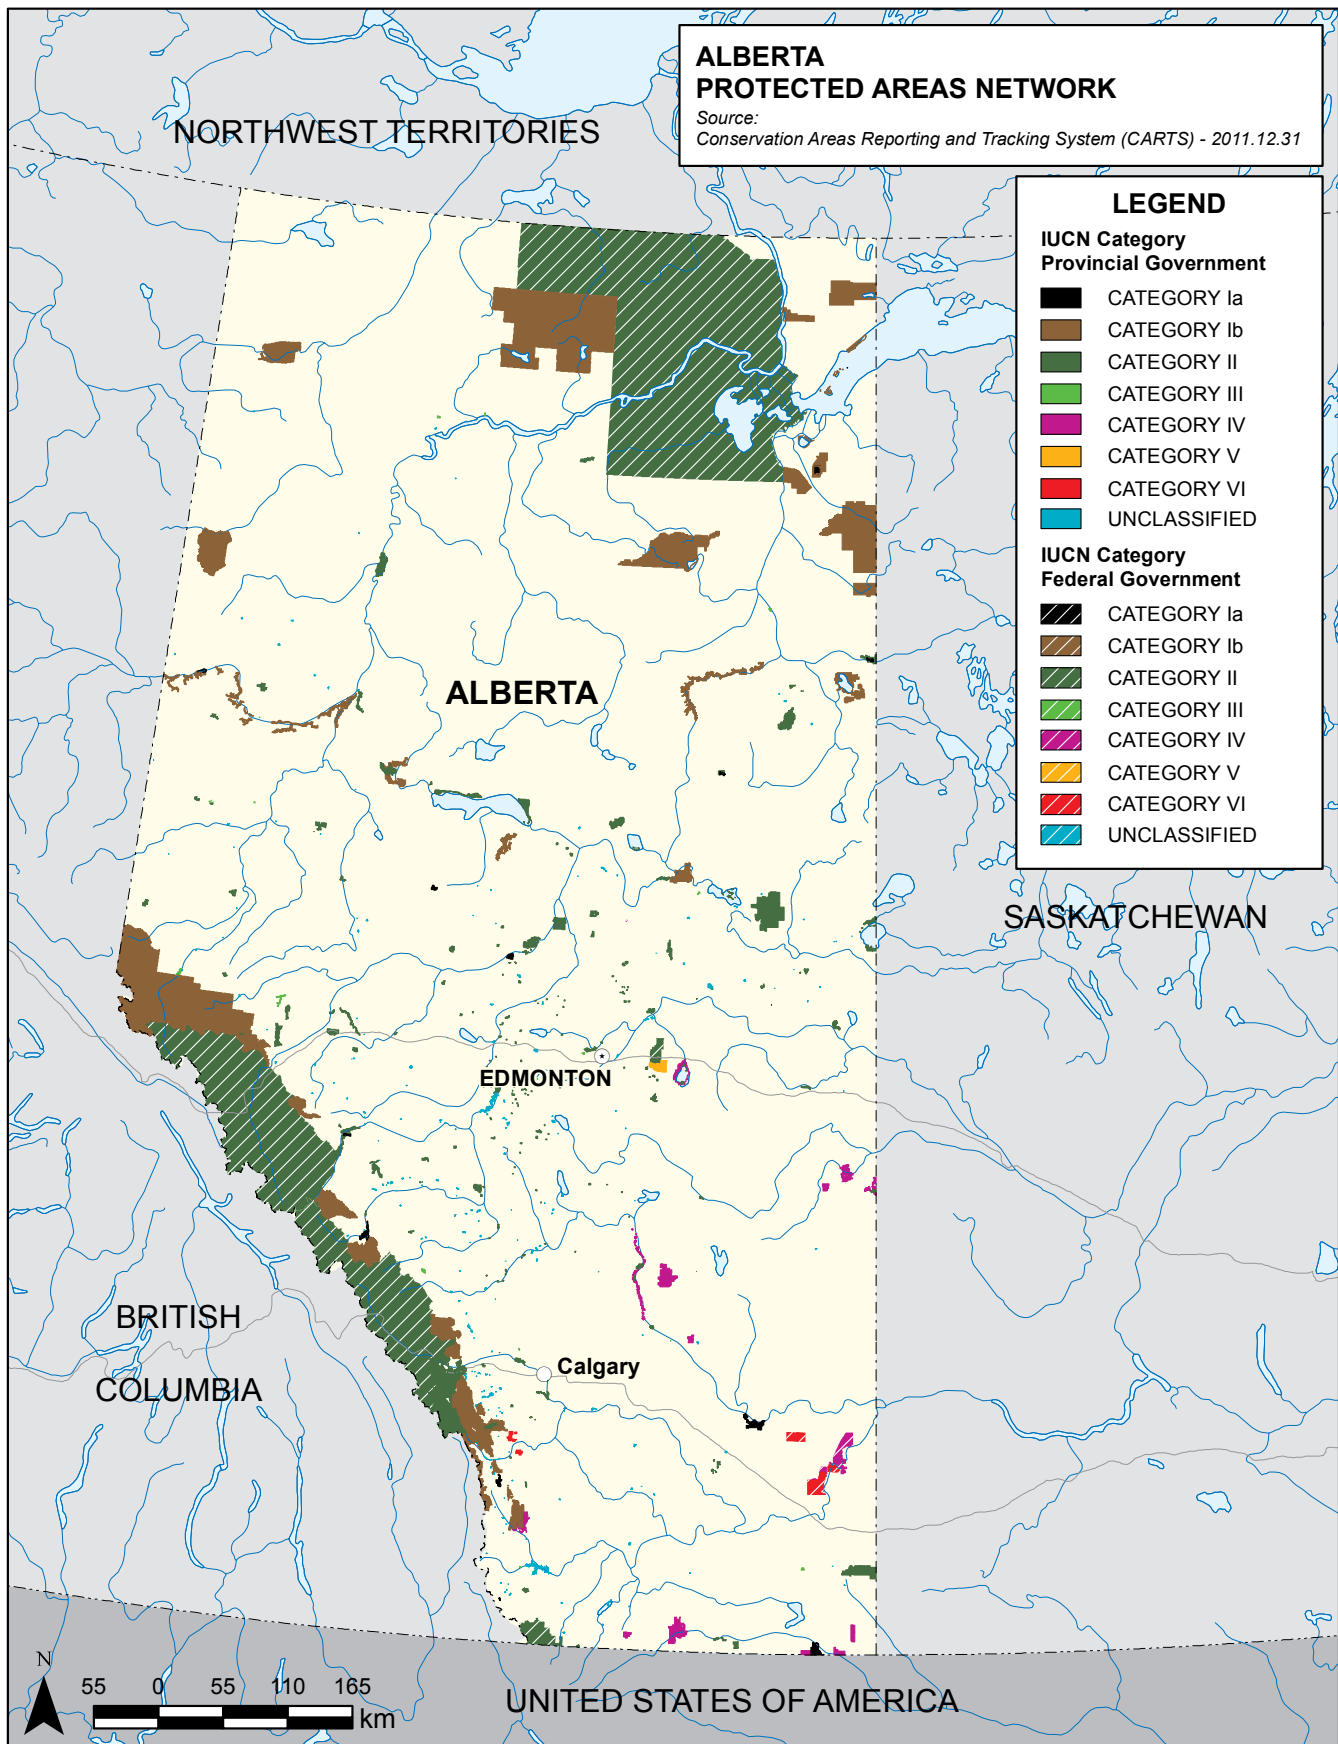 ALBERTA
PROTECTED AREAS NETWORK
Source:
Conservation Areas Reporting and Tracking System (CARTS) - 2011.12.31
NORTHWEST TERRITORIES
LEGEND
IUCN Category
Provincial Government
CATEGORY Ia
CATEGORY Ib
CATEGORY II
CATEGORY III
CATEGORY IV
CATEGORY V
CATEGORY VI
UNCLASSIFIED
IUCN Category
Federal Government
CATEGORY Ia
CATEGORY Ib
CATEGORY II
CATEGORY III
CATEGORY IV
CATEGORY V
CATEGORY VI
UNCLASSIFIED
ALBERTA
SASKATCHEWAN
EDMONTON
BRITISH
COLUMBIA
Calgary
N
55 0 55 110 165
km
UNITED STATES OF AMERICA